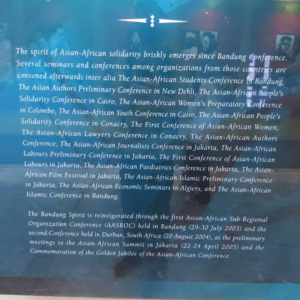 The spirit of Asian-African solidarity briskly emerges since Bandung Conference.
Several seminars and conferences among organizations from those countries are
convened afterwards inter alia The Asian-African Students Conference in Bandung,
The Asian Authors Preliminary Conference in New Delhi, The Asian-African People's
Solidarity Conference in Cairo, The Asian-African Women's Preparatory Conference
in Colombo, The Asian-African Youth Conference in Cairo, The Asian-African People's
Solidarity Conference in Conacry, The First Conference of Asian-African Women,
The Asian-African Lawyers Conference in Conacry, The Asian-African Authors
Conference, The Asian-African Journalists Conference in Jakarta, The Asian-African
Labours Preliminary Conference in Jakarta, The First Conference of Asian-African
Labours in Jakarta, The Asian-African Paediatrics Conference in Jakarta, The Asian-
African Film Festival in Jakarta, The Asian-African Islamic Preliminary Conference
in Jakarta, The Asian-African Economic Seminars in Algiers, and The Asian-African
Islamic Conference in Bandung
The Bandung Spirit is reinvigorated through the first Asian-African Sub Regional
Organization Conference (AASROC) held in Bandung (29-30 July 2003) and the
second Conference held in Durban, South Africa (20 August 2004), as the preliminary
meetings to the Asian-African Summit in Jakarta (22-24 April 2005) and the
Commemoration of the Golden Jubilee of the Asian-African Conference.